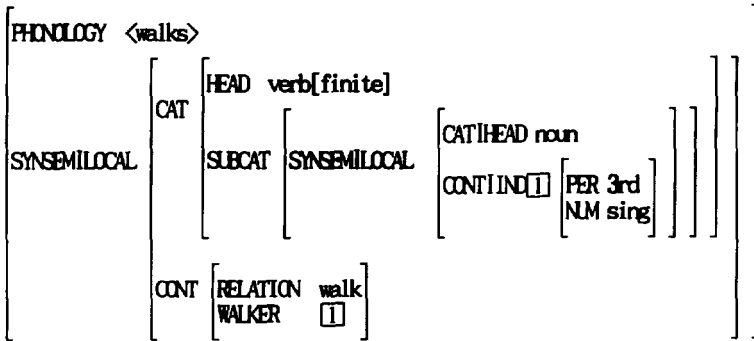 PHONOLOGY <walks>
HEAD verb[finite]
CAT
CAT|HEAD noun
SYNSEM|LOCAL SUBCAT SYNSEM|LOCAL
CONT|IND [1] PER 3rd
NUM sing
CONT RELATION walk
WALKER [1]